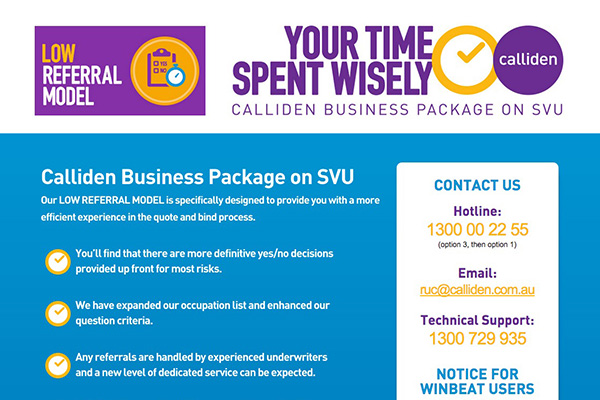 LOW
REFERRAL
MODEL
YES
NO
YOUR TIME
SPENT WISELY
calliden
CALLIDEN BUSINESS PACKAGE ON SVU
Calliden Business Package on SVU
Our LOW REFERRAL MODEL is specifically designed to provide you with a more
efficient experience in the quote and bind process.
You'll find that there are more definitive yes/no decisions
provided up front for most risks.
We have expanded our occupation list and enhanced our
question criteria.
Any referrals are handled by experienced underwriters
and a new level of dedicated service can be expected.
CONTACT US
Hotline:
1300 00 22 55
(option 3, then option 1)
Email:
ruc@calliden.com.au
Technical Support:
1300 729 935
NOTICE FOR
WINBEAT USERS